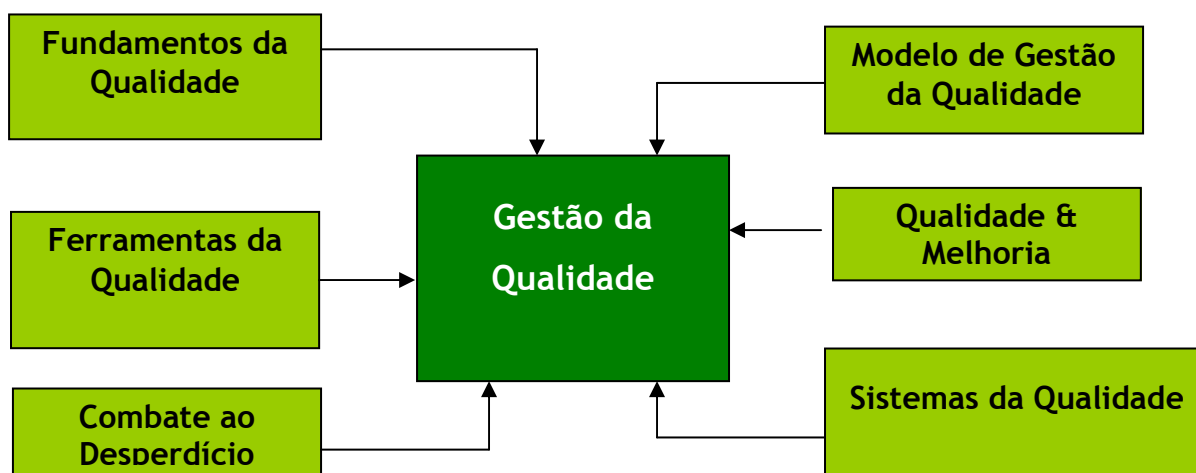 Fundamentos da
Qualidade
Modelo de Gestão
da Qualidade
Gestão da
Qualidade
Ferramentas da
Qualidade
Qualidade &
Melhoria
Combate ao
Desperdício
Sistemas da Qualidade